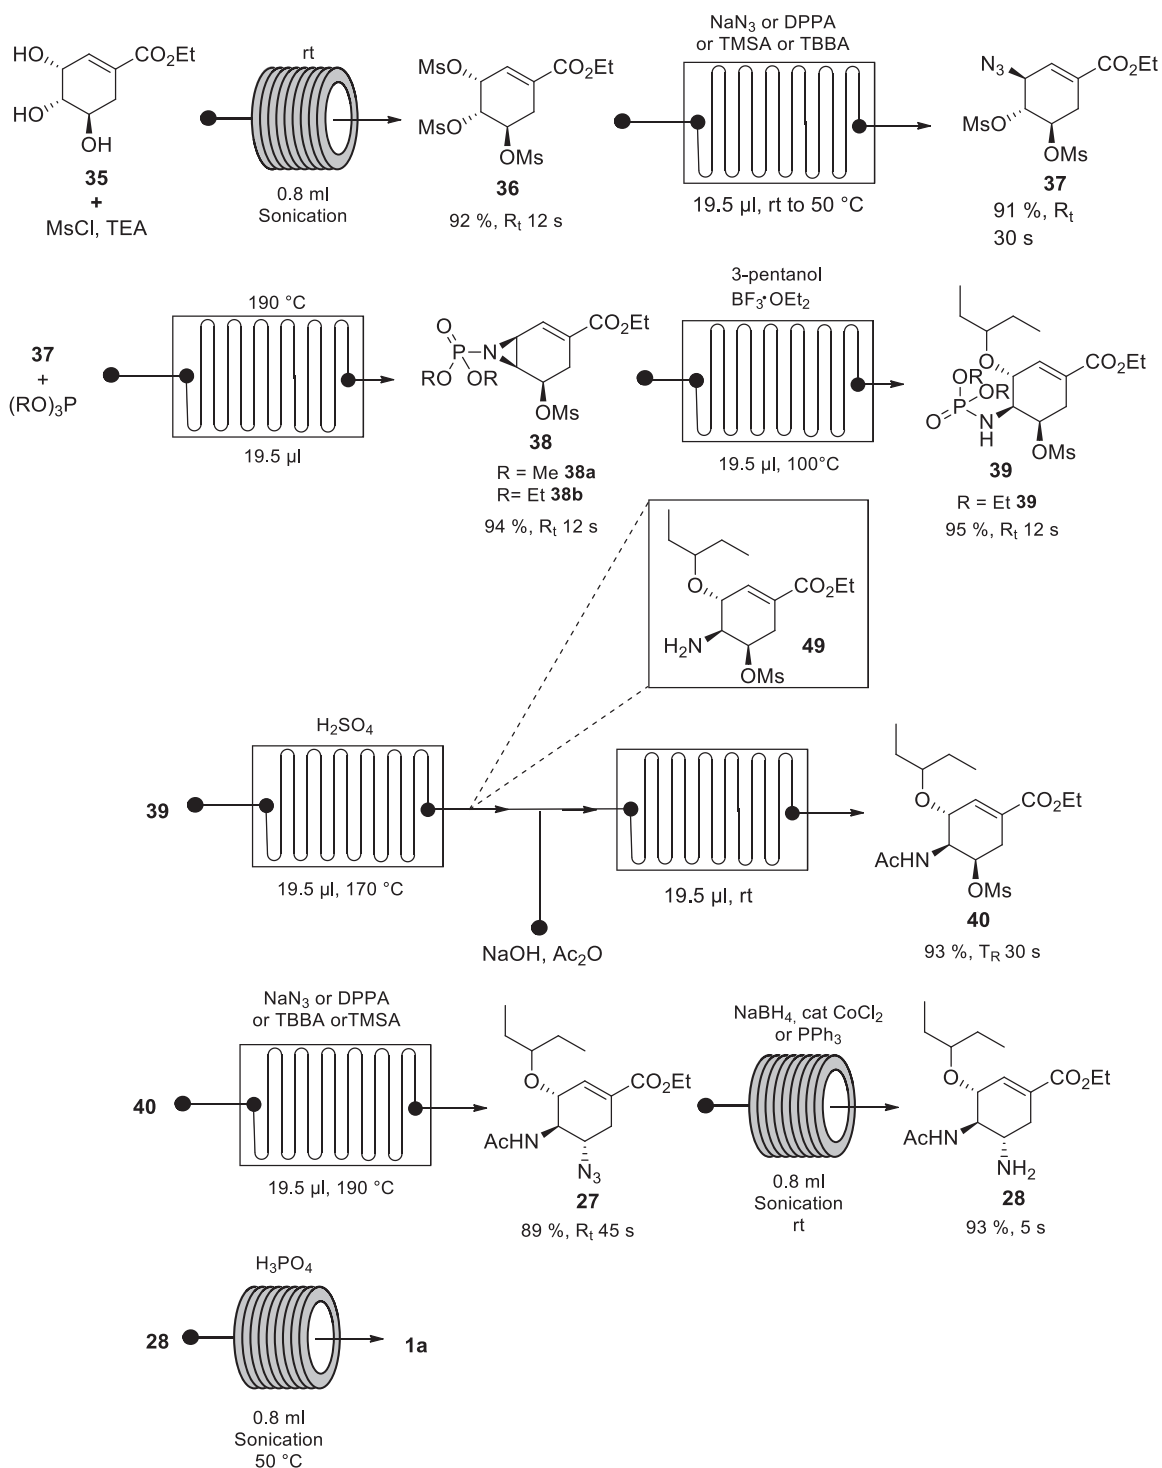 HO
CO2Et
HO
OH
35
+
MsCl, TEA
rt
0.8 ml
Sonication
MsO
CO2Et
MsO
OMs
36
92 %, Rt 12 s
NaN3 or DPPA
or TMSA or TBBA
19.5 µl, rt to 50 °C
N3
CO2Et
MsO
OMs
37
91 %, Rt
30 s
37
+
(RO)3P
190 °C
19.5 µl
O
P
N
RO
OR
CO2Et
OMs
38
R = Me 38a
R= Et 38b
94 %, Rt 12 s
3-pentanol
BF3•OEt2
19.5 µl, 100°C
O
CO2Et
RO
OR
P
O
N
H
OMs
39
R = Et 39
95 %, Rt 12 s
O
CO2Et
H2N
49
OMs
39
H2SO4
19.5 µl, 170 °C
NaOH, Ac2O
19.5 µl, rt
O
CO2Et
AcHN
OMs
40
93 %, TR 30 s
40
NaN3 or DPPA
or TBBA orTMSA
19.5 µl, 190 °C
O
CO2Et
AcHN
N3
27
89 %, Rt 45 s
NaBH4, cat CoCl2
or PPh3
0.8 ml
Sonication
rt
O
CO2Et
AcHN
NH2
28
93 %, 5 s
28
H3PO4
0.8 ml
Sonication
50 °C
1a